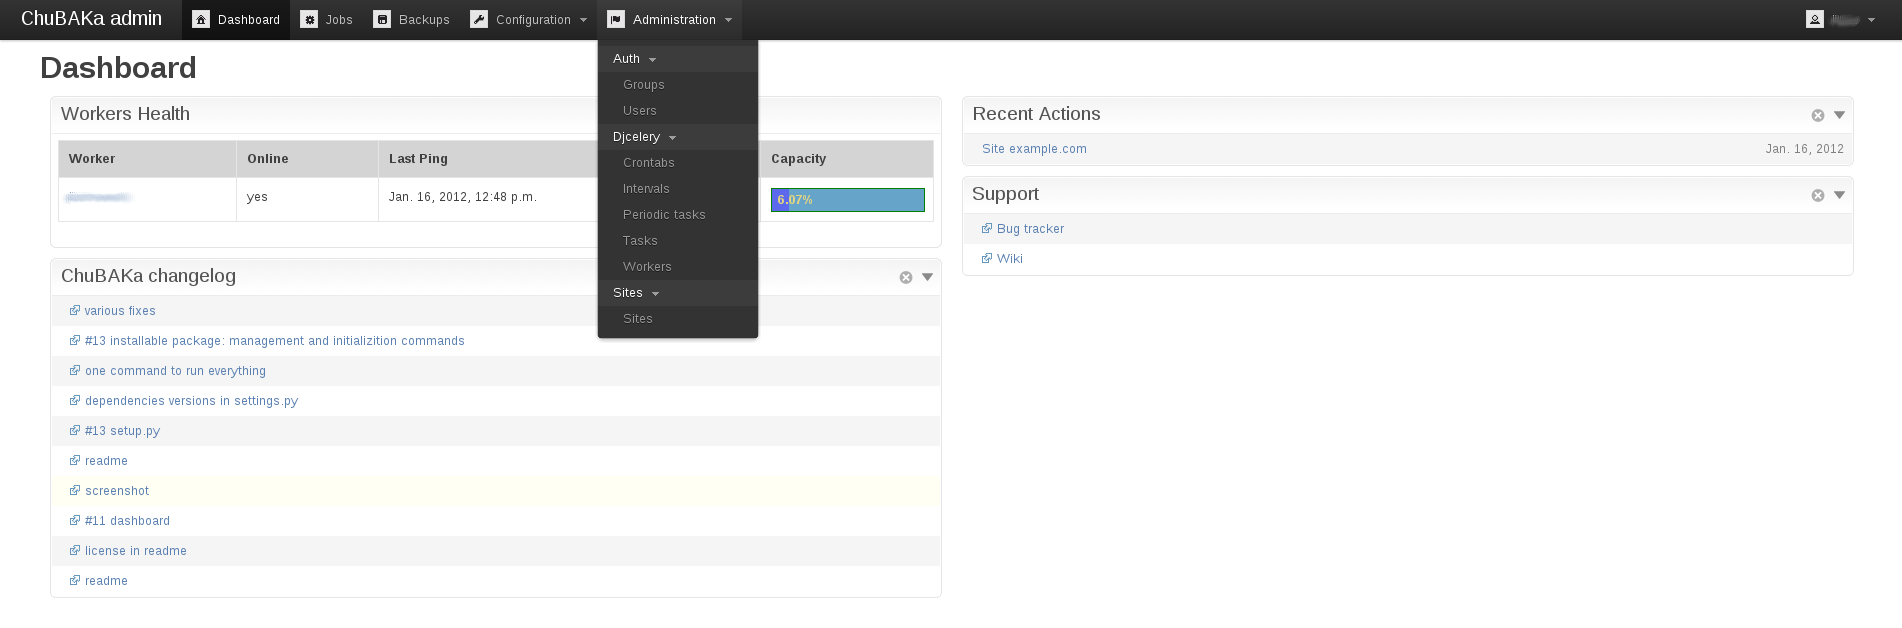 ChuBAKa admin Dashboard Jobs Backups Configuration Administration
Dashboard
Auth
Groups
Users
Djcelery
Crontabs
Intervals
Periodic tasks
Tasks
Workers
Sites
Sites
Workers Health
Worker Online Last Ping Capacity
yes Jan. 16, 2012, 12:48 p.m. 6.07%
ChuBAKa changelog
various fixes
#13 installable package: management and initializition commands
one command to run everything
dependencies versions in settings.py
#13 setup.py
readme
screenshot
#11 dashboard
license in readme
readme
Recent Actions
Site example.com Jan. 16, 2012
Support
Bug tracker
Wiki